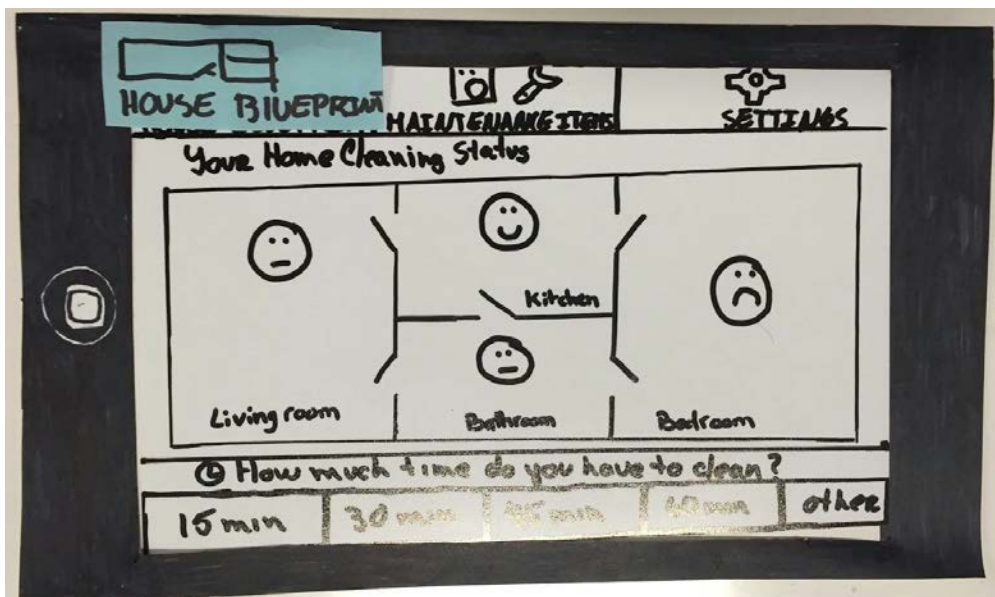 HOUSE BLUEPRINT
MAINTENANCE ITEMS
SETTINGS
Your Home Cleaning Status
Kitchen
Living room
Bathroom
Bedroom
How much time do you have to clean?
15 min
30 min
45 min
60 min
other